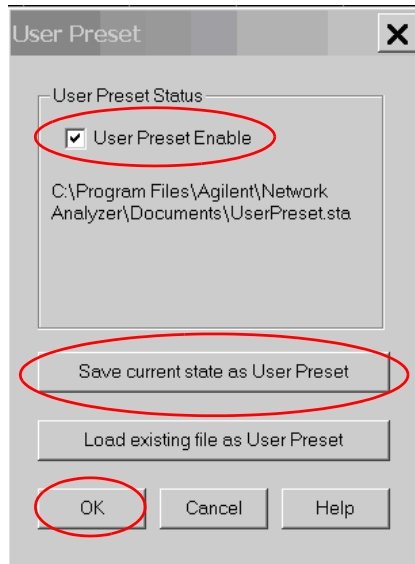 User Preset
User Preset Status
User Preset Enable
C:\Program Files\Agilent\Network
Analyzer\Documents\UserPreset.sta
Save current state as User Preset
Load existing file as User Preset
OK Cancel Help